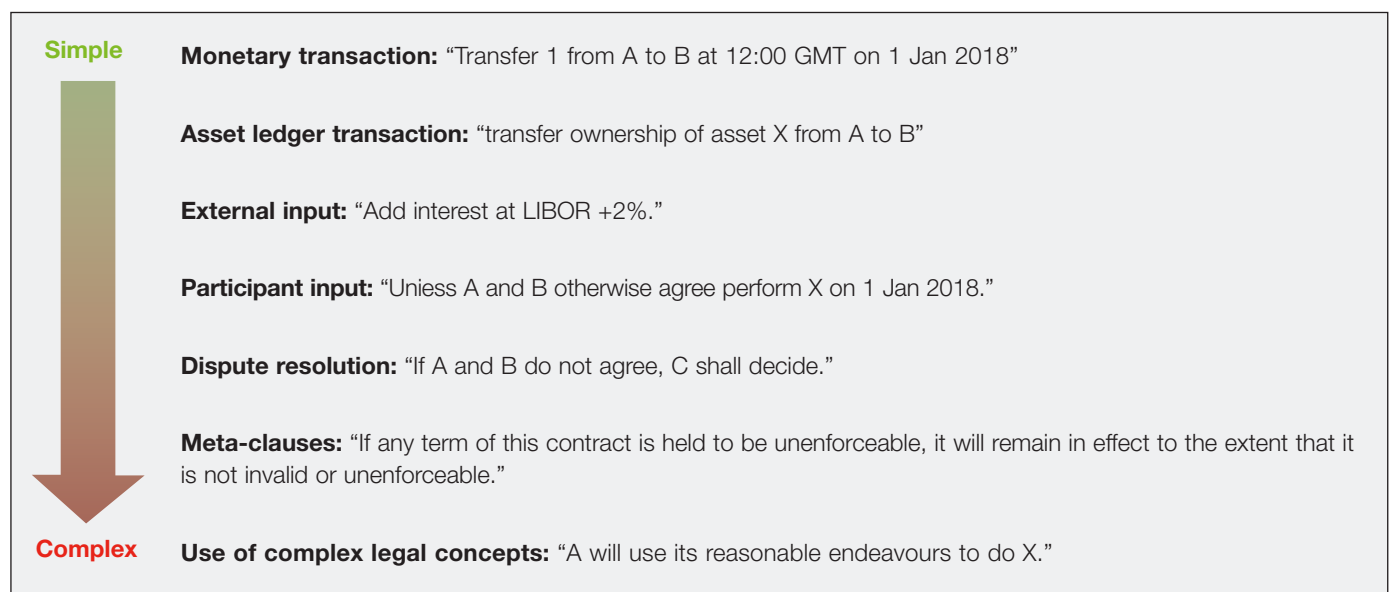 Simple
Monetary transaction: “Transfer 1 from A to B at 12:00 GMT on 1 Jan 2018”
Asset ledger transaction: “transfer ownership of asset X from A to B”
External input: “Add interest at LIBOR +2%.”
Participant input: “Uniess A and B otherwise agree perform X on 1 Jan 2018.”
Dispute resolution: “If A and B do not agree, C shall decide.”
Meta-clauses: “If any term of this contract is held to be unenforceable, it will remain in effect to the extent that it
is not invalid or unenforceable.”
Complex
Use of complex legal concepts: “A will use its reasonable endeavours to do X.”